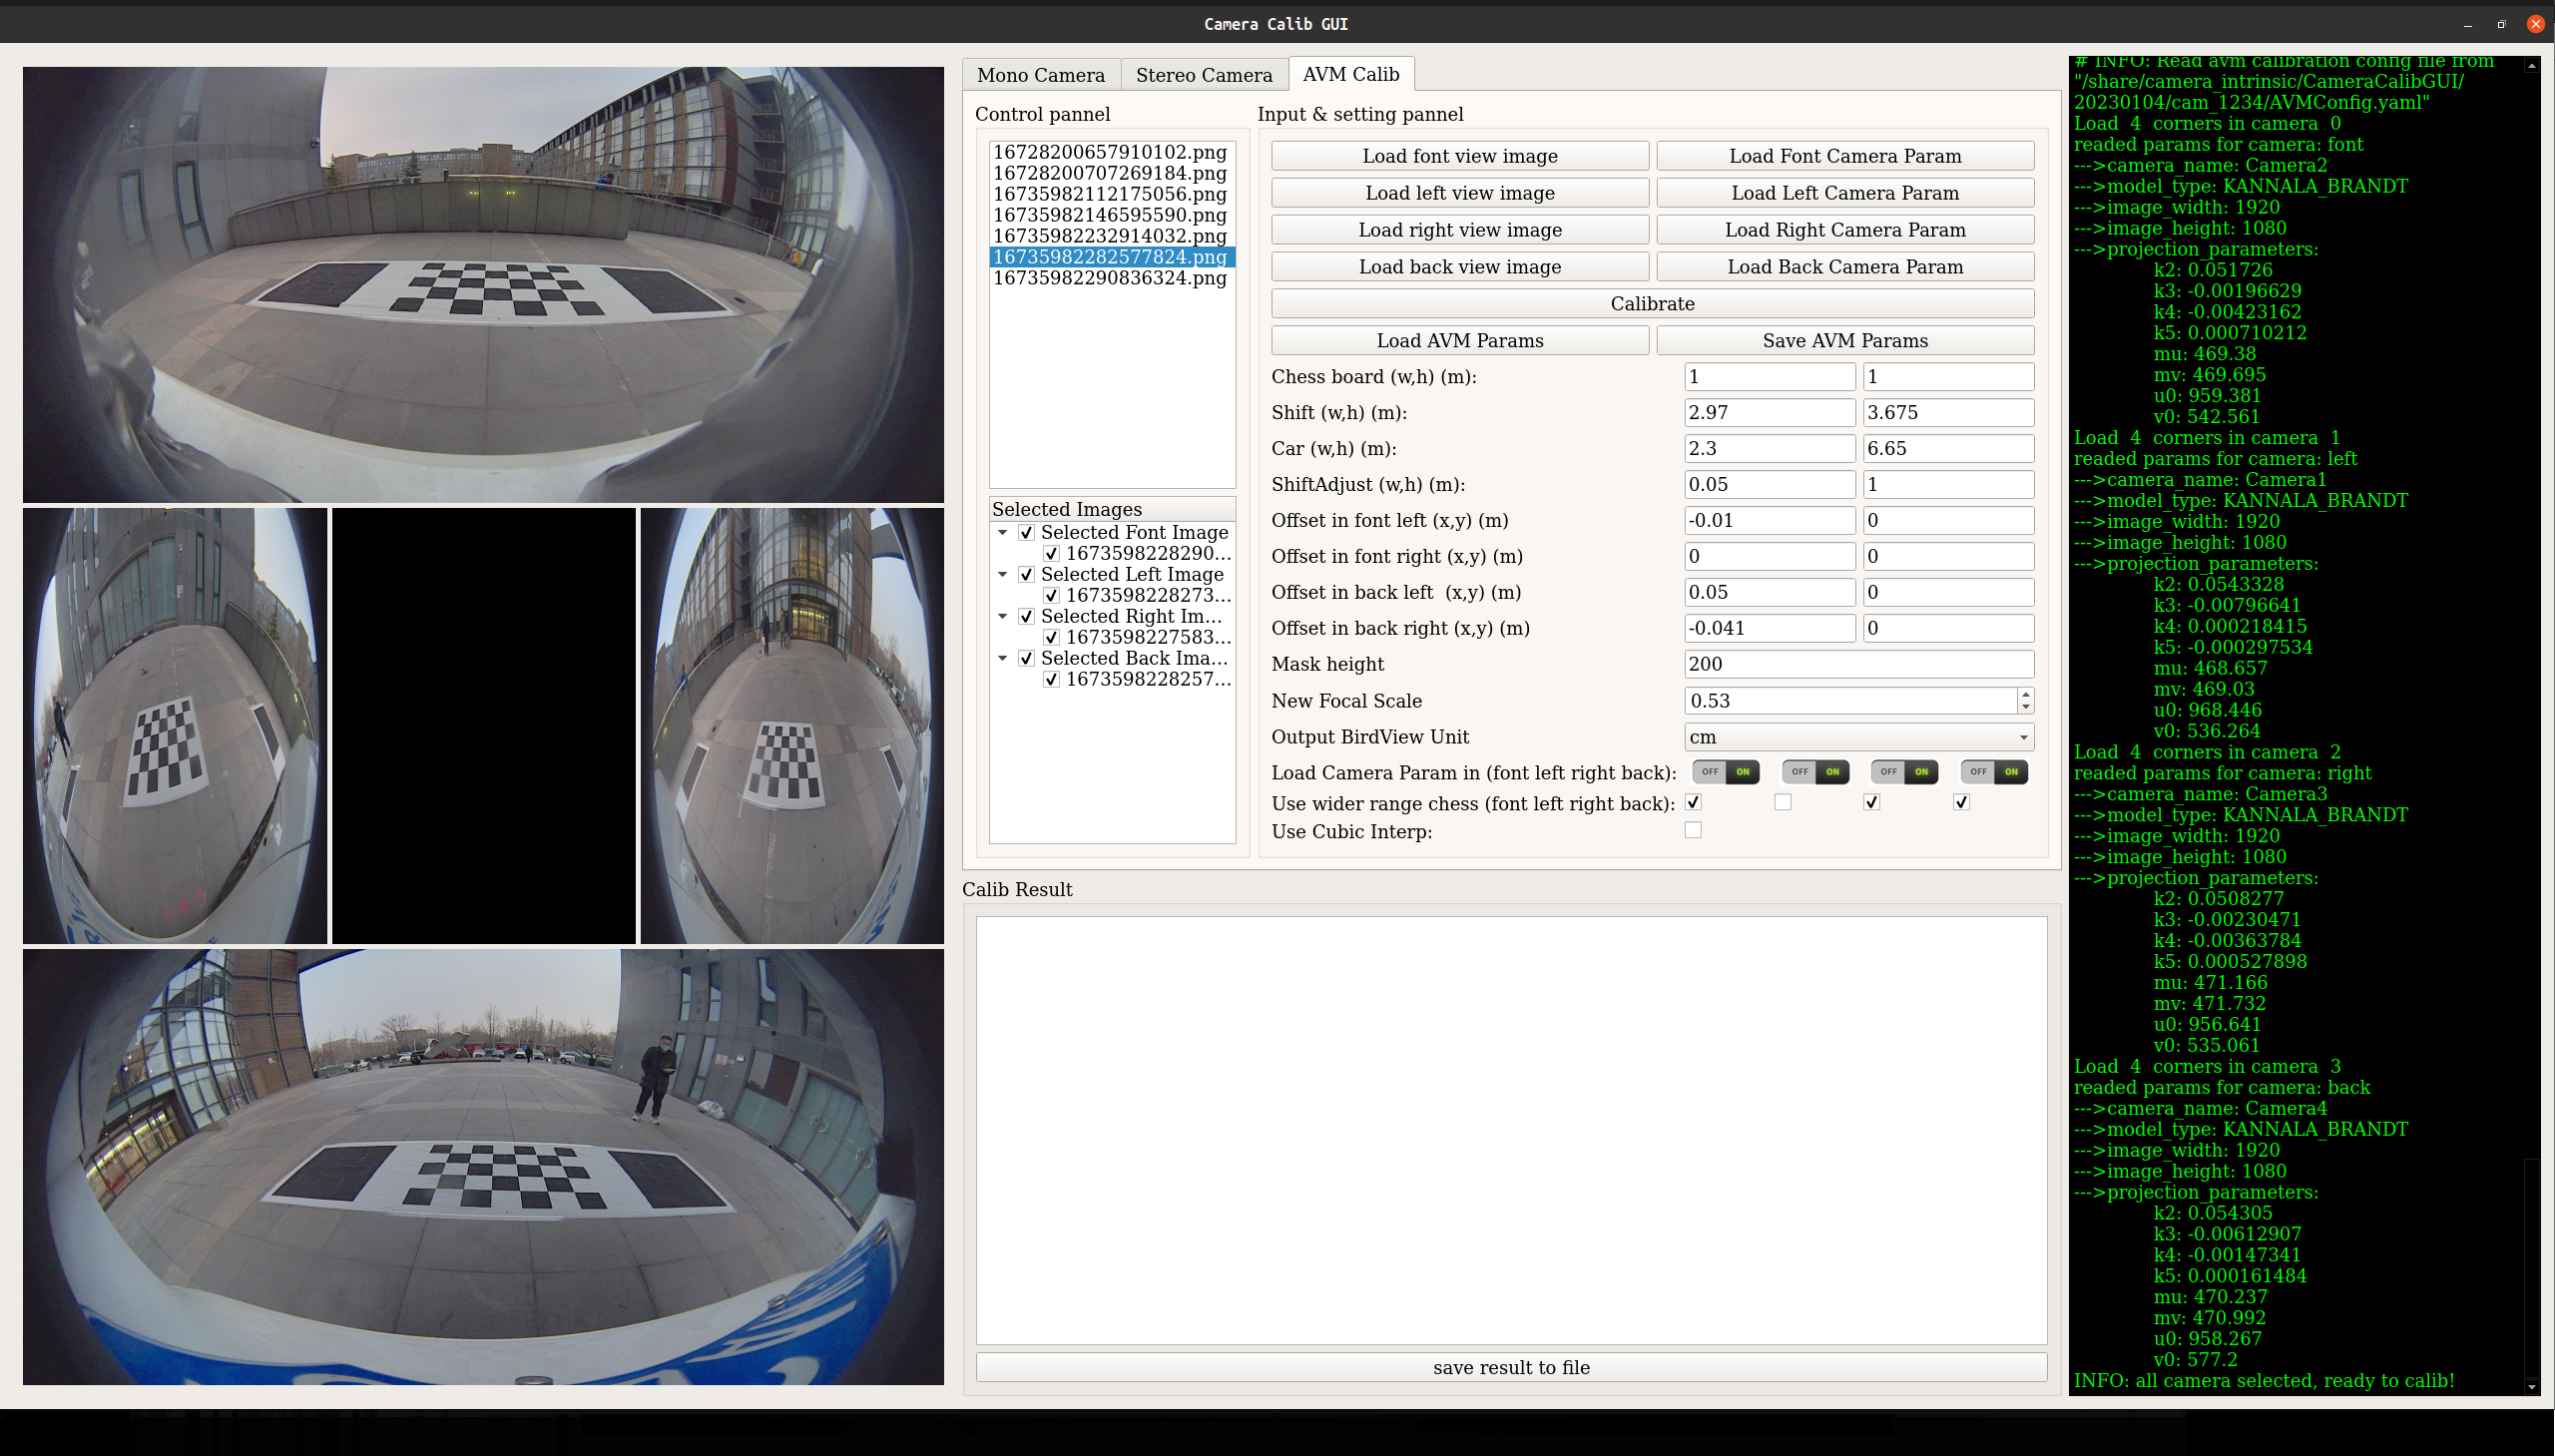 Camera Calib GUI
Mono Camera
Stereo Camera
AVM Calib
Control pannel
16728200657910102.png
16728200707269184.png
16735982112175056.png
16735982146595590.png
16735982232914032.png
16735982282577824.png
16735982290836324.png
Selected Images
Selected Font Image
1673598228290...
Selected Left Image
1673598228273...
Selected Right Im...
1673598227583...
Selected Back Ima...
1673598228257...
Input & setting pannel
Load font view image
Load Font Camera Param
Load left view image
Load Left Camera Param
Load right view image
Load Right Camera Param
Load back view image
Load Back Camera Param
Calibrate
Load AVM Params
Save AVM Params
Chess board (w,h) (m): 1 1
Shift (w,h) (m): 2.97 3.675
Car (w,h) (m): 2.3 6.65
ShiftAdjust (w,h) (m): 0.05 1
Offset in font left (x,y) (m) -0.01 0
Offset in font right (x,y) (m) 0 0
Offset in back left (x,y) (m) 0.05 0
Offset in back right (x,y) (m) -0.041 0
Mask height 200
New Focal Scale 0.53
Output BirdView Unit cm
Load Camera Param in (font left right back): OFF ON OFF ON OFF ON OFF ON
Use wider range chess (font left right back):
Use Cubic Interp:
Calib Result
save result to file
# INFO: Read avm calibration config file from
"/share/camera_intrinsic/CameraCalibGUI/
20230104/cam_1234/AVMConfig.yaml"
Load 4 corners in camera 0
readed params for camera: font
--->camera_name: Camera2
--->model_type: KANNALA_BRANDT
--->image_width: 1920
--->image_height: 1080
--->projection_parameters:
k2: 0.051726
k3: -0.00196629
k4: -0.00423162
k5: 0.000710212
mu: 469.38
mv: 469.695
u0: 959.381
v0: 542.561
Load 4 corners in camera 1
readed params for camera: left
--->camera_name: Camera1
--->model_type: KANNALA_BRANDT
--->image_width: 1920
--->image_height: 1080
--->projection_parameters:
k2: 0.0543328
k3: -0.00796641
k4: 0.000218415
k5: -0.000297534
mu: 468.657
mv: 469.03
u0: 968.446
v0: 536.264
Load 4 corners in camera 2
readed params for camera: right
--->camera_name: Camera3
--->model_type: KANNALA_BRANDT
--->image_width: 1920
--->image_height: 1080
--->projection_parameters:
k2: 0.0508277
k3: -0.00230471
k4: -0.00363784
k5: 0.000527898
mu: 471.166
mv: 471.732
u0: 956.641
v0: 535.061
Load 4 corners in camera 3
readed params for camera: back
--->camera_name: Camera4
--->model_type: KANNALA_BRANDT
--->image_width: 1920
--->image_height: 1080
--->projection_parameters:
k2: 0.054305
k3: -0.00612907
k4: -0.00147341
k5: 0.000161484
mu: 470.237
mv: 470.992
u0: 958.267
v0: 577.2
INFO: all camera selected, ready to calib!